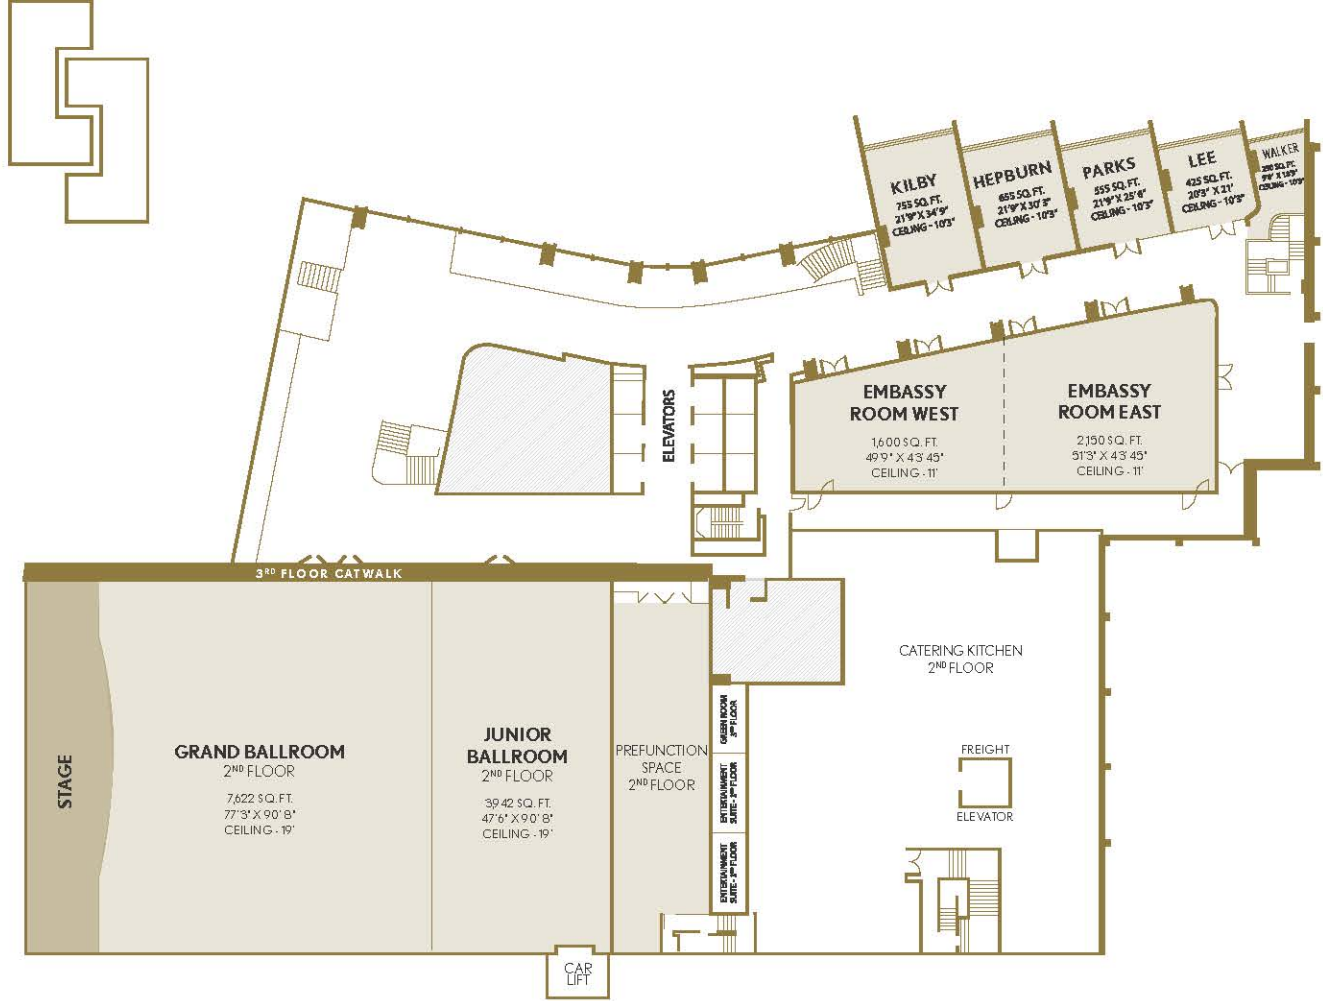 KILBY
755 SQ. FT.
21'9" X 34'9"
CEILING - 10'3"
HEPBURN
655 SQ. FT.
21'9" X 30' 3"
CEILING - 10'3"
PARKS
555 SQ. FT.
21'9" X 25'6"
CEILING - 10'3"
LEE
425 SQ. FT.
20'3" X 21'
CEILING - 10'3"
WALKER
CEILING - 10'3"
ELEVATORS
EMBASSY
ROOM WEST
1,600 SQ. FT.
49'9" X 43' 45"
CEILING - 11'
EMBASSY
ROOM EAST
2,150 SQ. FT.
51'3" X 43' 45"
CEILING - 11'
3RD FLOOR CATWALK
STAGE
GRAND BALLROOM
2ND FLOOR
7,622 SQ. FT.
77'3" X 90' 8"
CEILING - 19'
JUNIOR
BALLROOM
2ND FLOOR
3,942 SQ. FT.
47'6" X 90' 8"
CEILING - 19'
PREFUNCTION
SPACE
2ND FLOOR
GREEN ROOM
2ND FLOOR
ENTERTAINMENT
SUITE - 2ND FLOOR
ENTERTAINMENT
SUITE - 2ND FLOOR
CATERING KITCHEN
2ND FLOOR
FREIGHT
ELEVATOR
CAR
LIFT